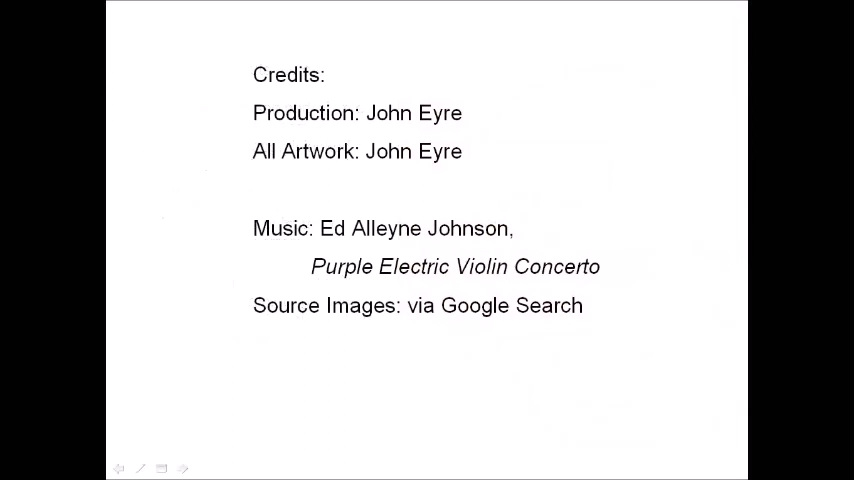 Credits:
Production: John Eyre
All Artwork: John Eyre
Music: Ed Alleyne Johnson,
Purple Electric Violin Concerto
Source Images: via Google Search